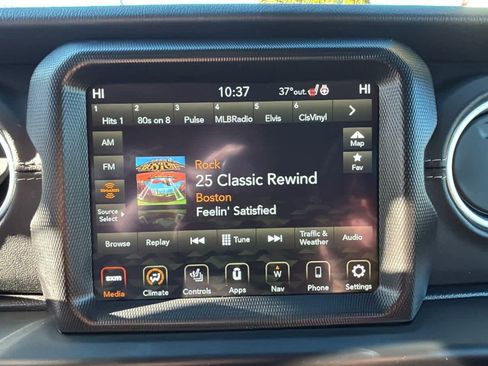 HI 10:37 37°out. HI
1 2 3 4 5 6
Hits 1 80s on 8 Pulse MLBRadio Elvis ClsVinyl
AM
Map
FM
Fav
Rock
25 Classic Rewind
Boston
Feelin' Satisfied
Source
Select
Browse Replay Tune Traffic & Weather Audio
SXM W
Media Climate Controls Apps Nav Phone Settings